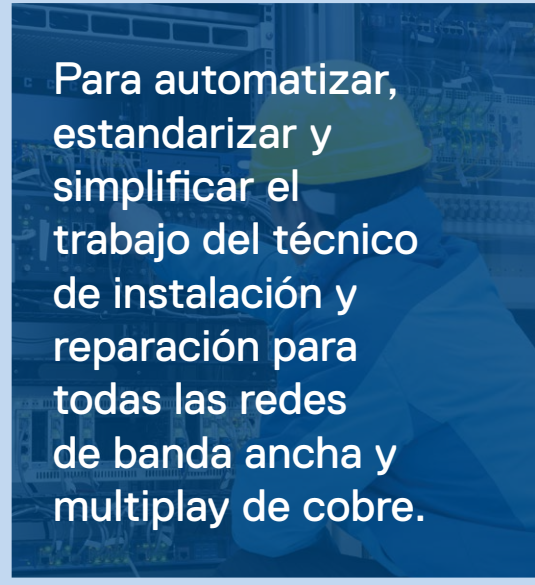 Para automatizar,
estandarizar y
simplificar el
trabajo del técnico
de instalación y
reparación para
todas las redes
de banda ancha y
multiplay de cobre.